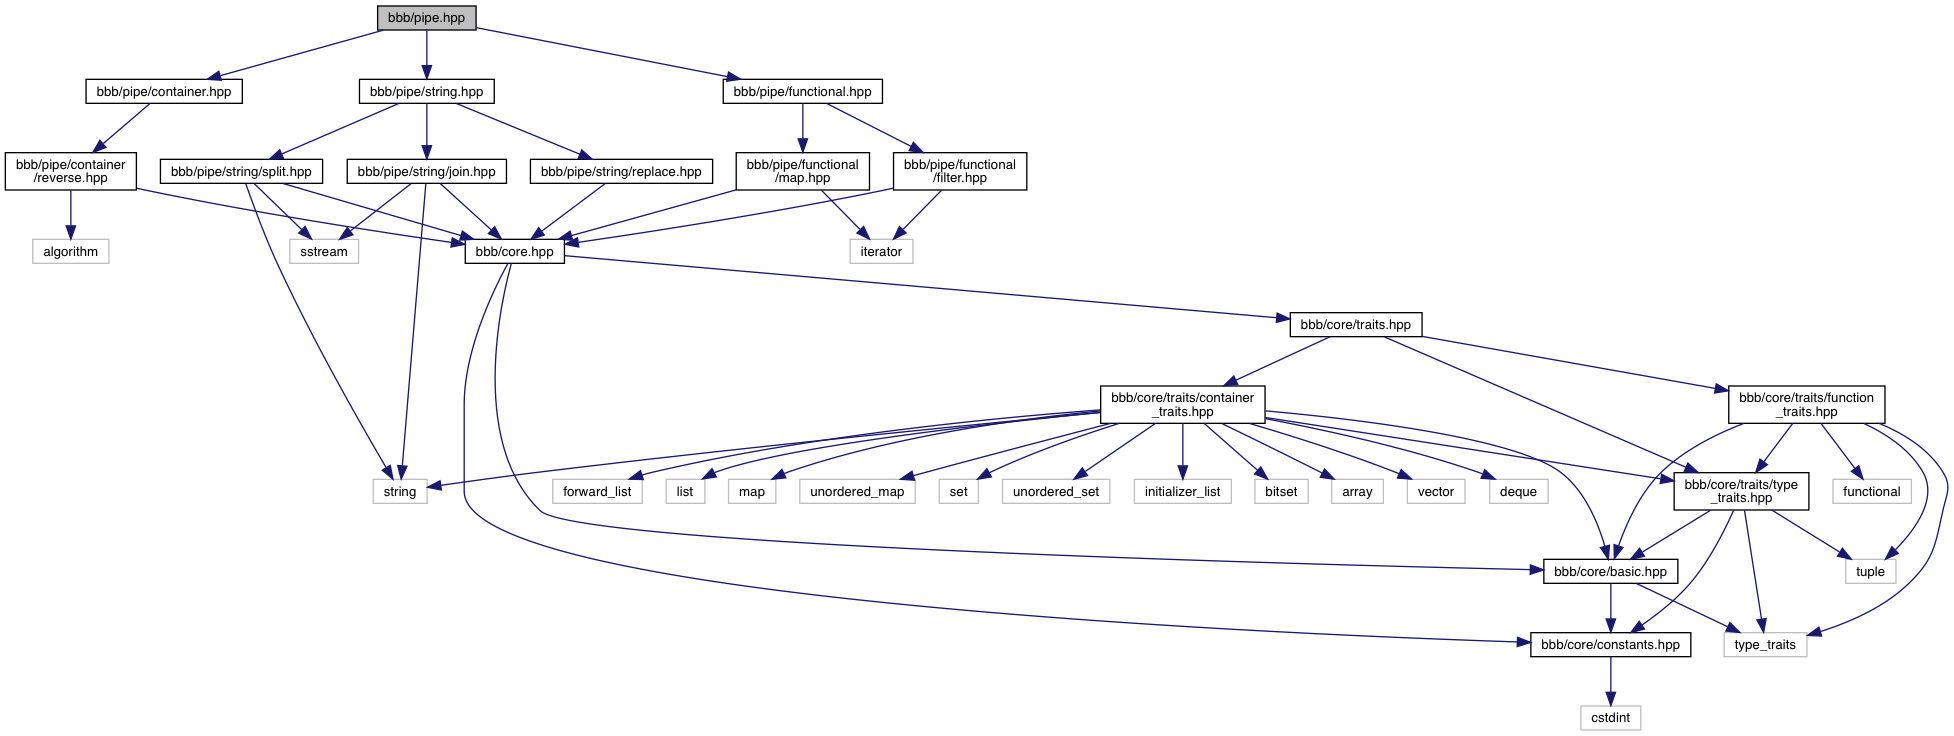 bbb/pipe.hpp
bbb/pipe/container.hpp
bbb/pipe/string.hpp
bbb/pipe/functional.hpp
bbb/pipe/container
/reverse.hpp
bbb/pipe/string/split.hpp
bbb/pipe/string/join.hpp
bbb/pipe/string/replace.hpp
bbb/pipe/functional
/map.hpp
bbb/pipe/functional
/filter.hpp
algorithm
sstream
bbb/core.hpp
iterator
bbb/core/traits.hpp
bbb/core/traits/container
_traits.hpp
bbb/core/traits/function
_traits.hpp
string
forward_list
list
map
unordered_map
set
unordered_set
initializer_list
bitset
array
vector
deque
bbb/core/traits/type
_traits.hpp
functional
bbb/core/basic.hpp
tuple
bbb/core/constants.hpp
type_traits
cstdint